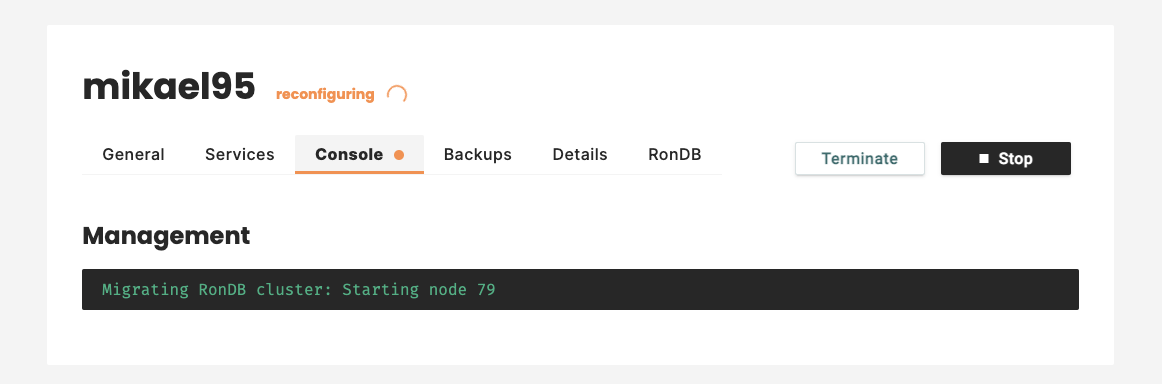 mikael95 reconfiguring
General Services Console Backups Details RonDB Terminate Stop
Management
Migrating RonDB cluster: Starting node 79